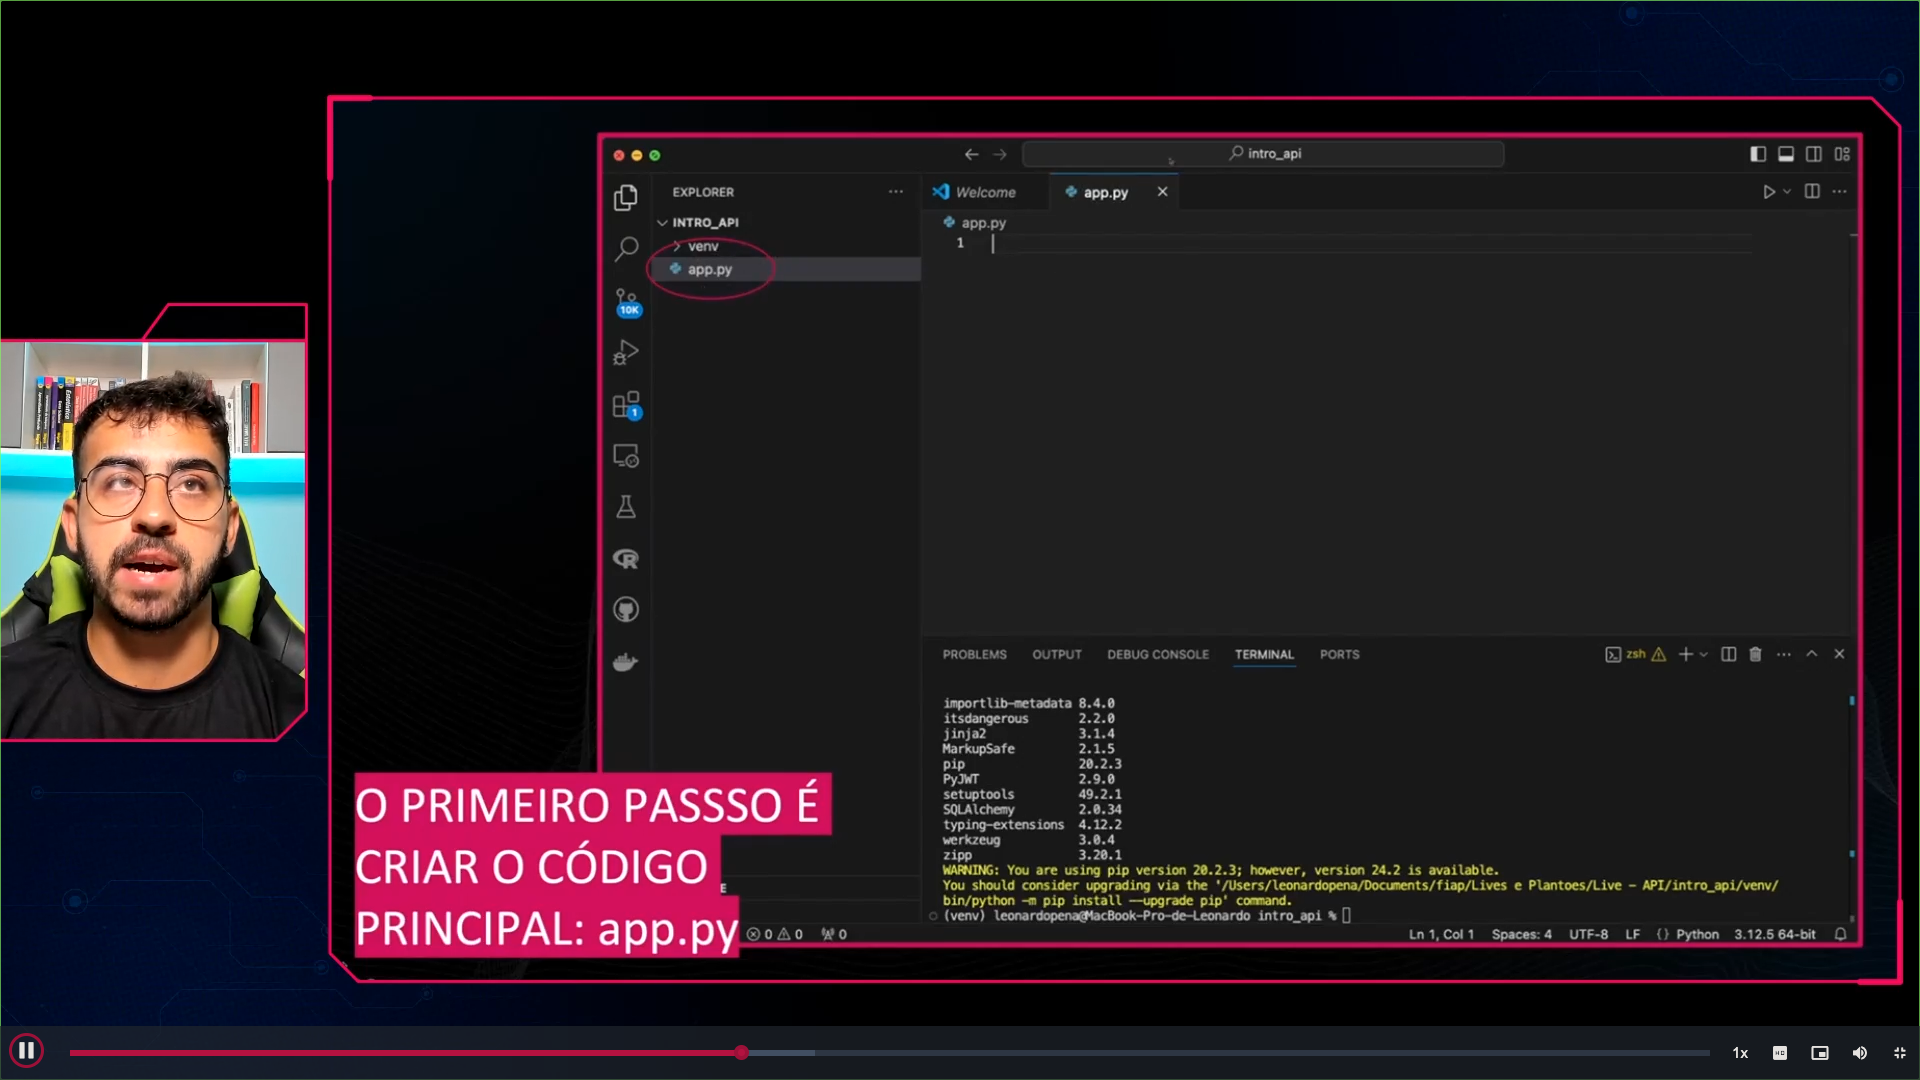 intro_api
EXPLORER
Welcome
app.py
INTRO_API
app.py
venv
1
app.py
10K
1
PROBLEMS OUTPUT DEBUG CONSOLE TERMINAL PORTS
zsh
importlib-metadata 8.4.0
itsdangerous 2.2.0
jinja2 3.1.4
MarkupSafe 2.1.5
pip 20.2.3
PyJWT 2.9.0
setuptools 49.2.1
SQLAlchemy 2.0.34
typing-extensions 4.12.2
werkzeug 3.0.4
zipp 3.20.1
WARNING: You are using pip version 20.2.3; however, version 24.2 is available.
You should consider upgrading via the '/Users/leonardopena/Documents/fiap/Lives e Plantoes/Live - API/intro_api/venv/
bin/python -m pip install --upgrade pip' command.
(venv) leonardopena@MacBook-Pro-de-Leonardo intro_api %
0 0 0
Ln 1, Col 1 Spaces: 4 UTF-8 LF {} Python 3.12.5 64-bit
O PRIMEIRO PASSSO É
CRIAR O CÓDIGO
PRINCIPAL: app.py
1x